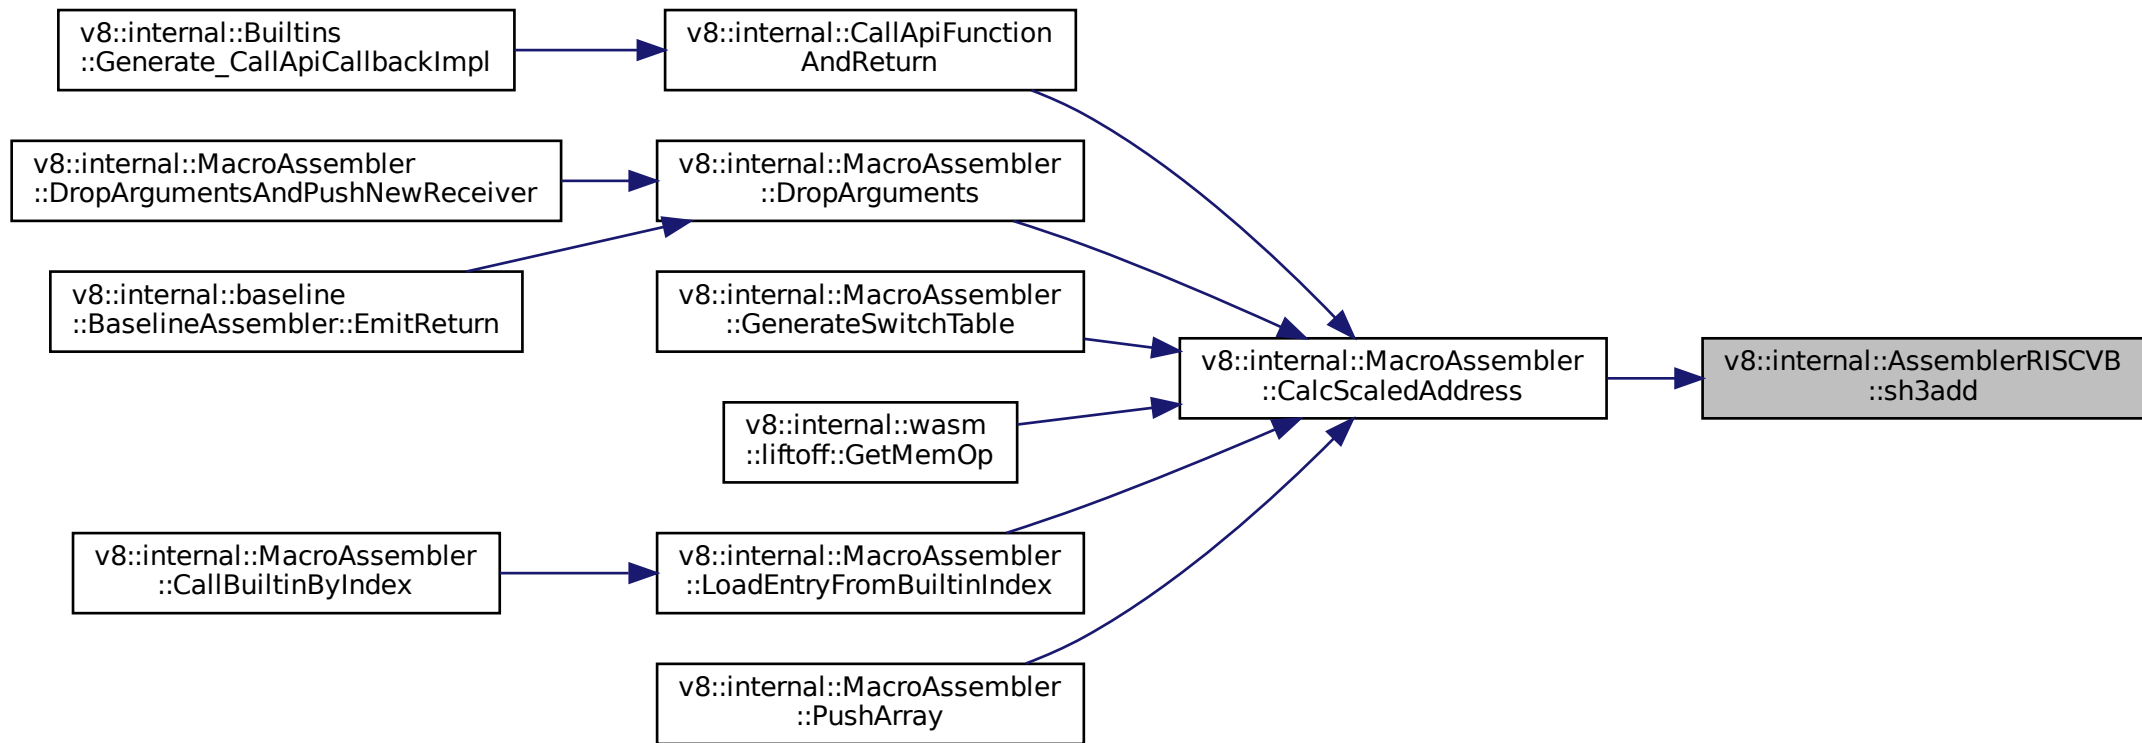 v8::internal::Builtins
::Generate_CallApiCallbackImpl
v8::internal::CallApiFunction
AndReturn
v8::internal::MacroAssembler
::DropArgumentsAndPushNewReceiver
v8::internal::MacroAssembler
::DropArguments
v8::internal::baseline
::BaselineAssembler::EmitReturn
v8::internal::MacroAssembler
::GenerateSwitchTable
v8::internal::MacroAssembler
::CalcScaledAddress
v8::internal::AssemblerRISCVB
::sh3add
v8::internal::wasm
::liftoff::GetMemOp
v8::internal::MacroAssembler
::CallBuiltinByIndex
v8::internal::MacroAssembler
::LoadEntryFromBuiltinIndex
v8::internal::MacroAssembler
::PushArray